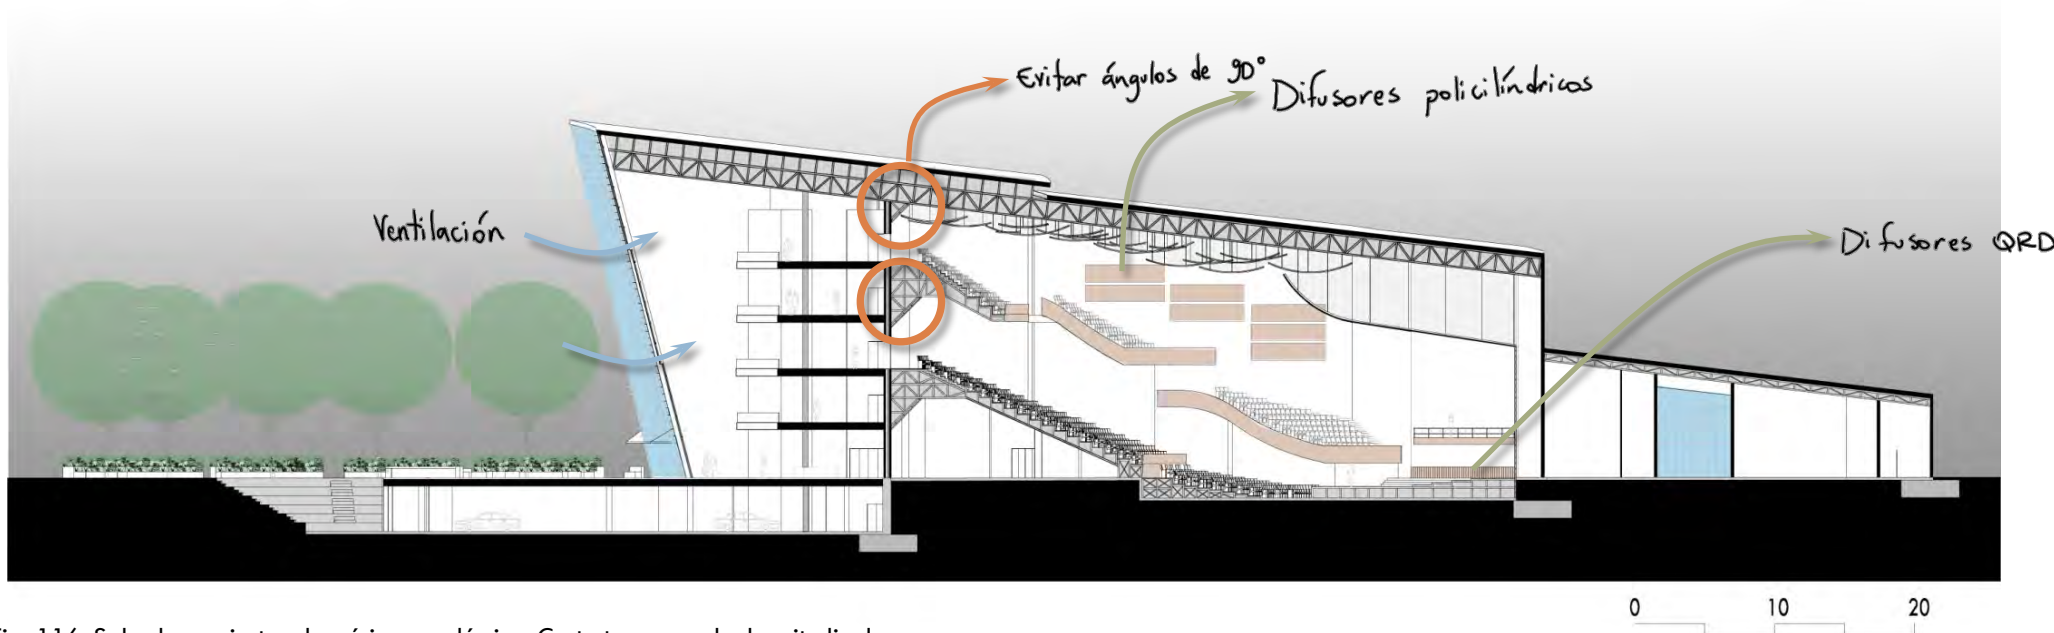 Evitar ángulos de 90°
Difusores policilíndricos
Ventilación
Difusores QRD
0 10 20